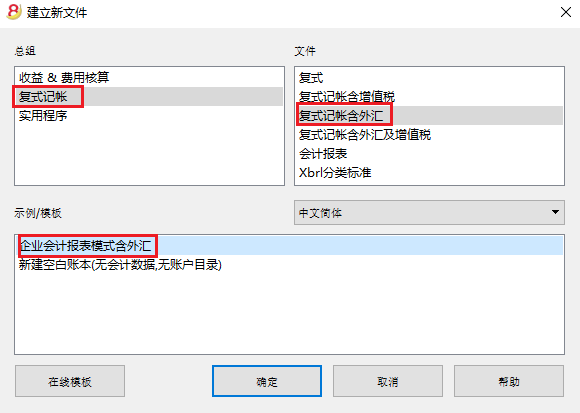 8 建立新文件
总组
收益 & 费用核算
复式记帐
实用程序
文件
复式
复式记帐含增值税
复式记帐含外汇
复式记帐含外汇及增值税
会计报表
Xbrl分类标准
示例/模板
中文简体
企业会计报表模式含外汇
新建空白账本(无会计数据,无账户目录)
在线模板
确定
取消
帮助